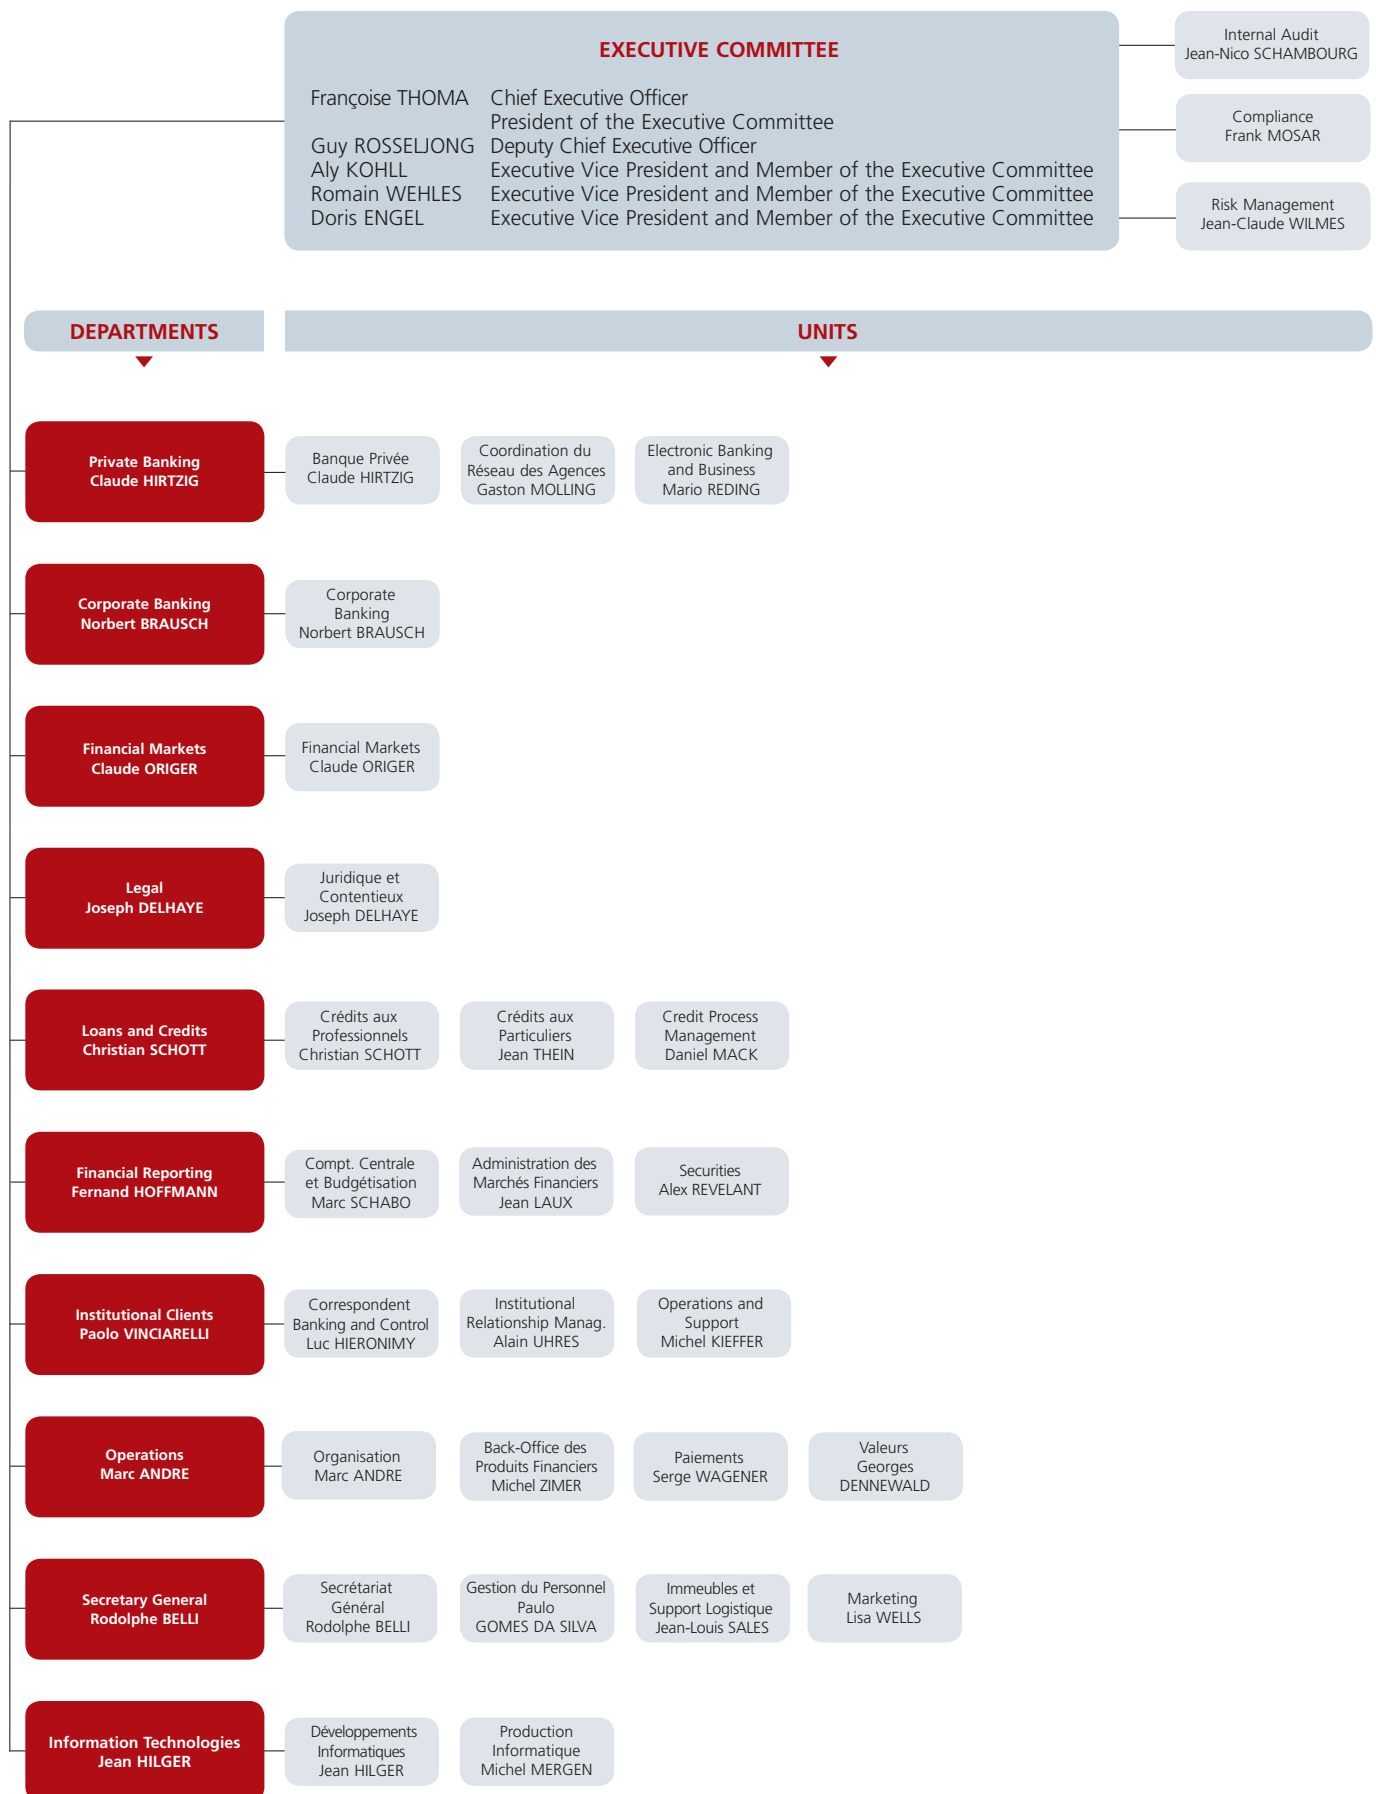 EXECUTIVE COMMITTEE
Françoise THOMA Chief Executive Officer
President of the Executive Committee
Guy ROSSELJONG Deputy Chief Executive Officer
Aly KOHLL Executive Vice President and Member of the Executive Committee
Romain WEHLES Executive Vice President and Member of the Executive Committee
Doris ENGEL Executive Vice President and Member of the Executive Committee
Internal Audit
Jean-Nico SCHAMBOURG
Compliance
Frank MOSAR
Risk Management
Jean-Claude WILMES
DEPARTMENTS
UNITS
Private Banking
Claude HIRTZIG
Banque Privée
Claude HIRTZIG
Coordination du
Réseau des Agences
Gaston MOLLING
Electronic Banking
and Business
Mario REDING
Corporate Banking
Norbert BRAUSCH
Corporate
Banking
Norbert BRAUSCH
Financial Markets
Claude ORIGER
Financial Markets
Claude ORIGER
Legal
Joseph DELHAYE
Juridique et
Contentieux
Joseph DELHAYE
Loans and Credits
Christian SCHOTT
Crédits aux
Professionnels
Christian SCHOTT
Crédits aux
Particuliers
Jean THEIN
Credit Process
Management
Daniel MACK
Financial Reporting
Fernand HOFFMANN
Compt. Centrale
et Budgétisation
Marc SCHABO
Administration des
Marchés Financiers
Jean LAUX
Securities
Alex REVELANT
Institutional Clients
Paolo VINCIARELLI
Correspondent
Banking and Control
Luc HIERONIMY
Institutional
Relationship Manag.
Alain UHRES
Operations and
Support
Michel KIEFFER
Operations
Marc ANDRE
Organisation
Marc ANDRE
Back-Office des
Produits Financiers
Michel ZIMER
Paiements
Serge WAGENER
Valeurs
Georges
DENNEWALD
Secretary General
Rodolphe BELLI
Secrétariat
Général
Rodolphe BELLI
Gestion du Personnel
Paulo
GOMES DA SILVA
Immeubles et
Support Logistique
Jean-Louis SALES
Marketing
Lisa WELLS
Information Technologies
Jean HILGER
Développements
Informatiques
Jean HILGER
Production
Informatique
Michel MERGEN